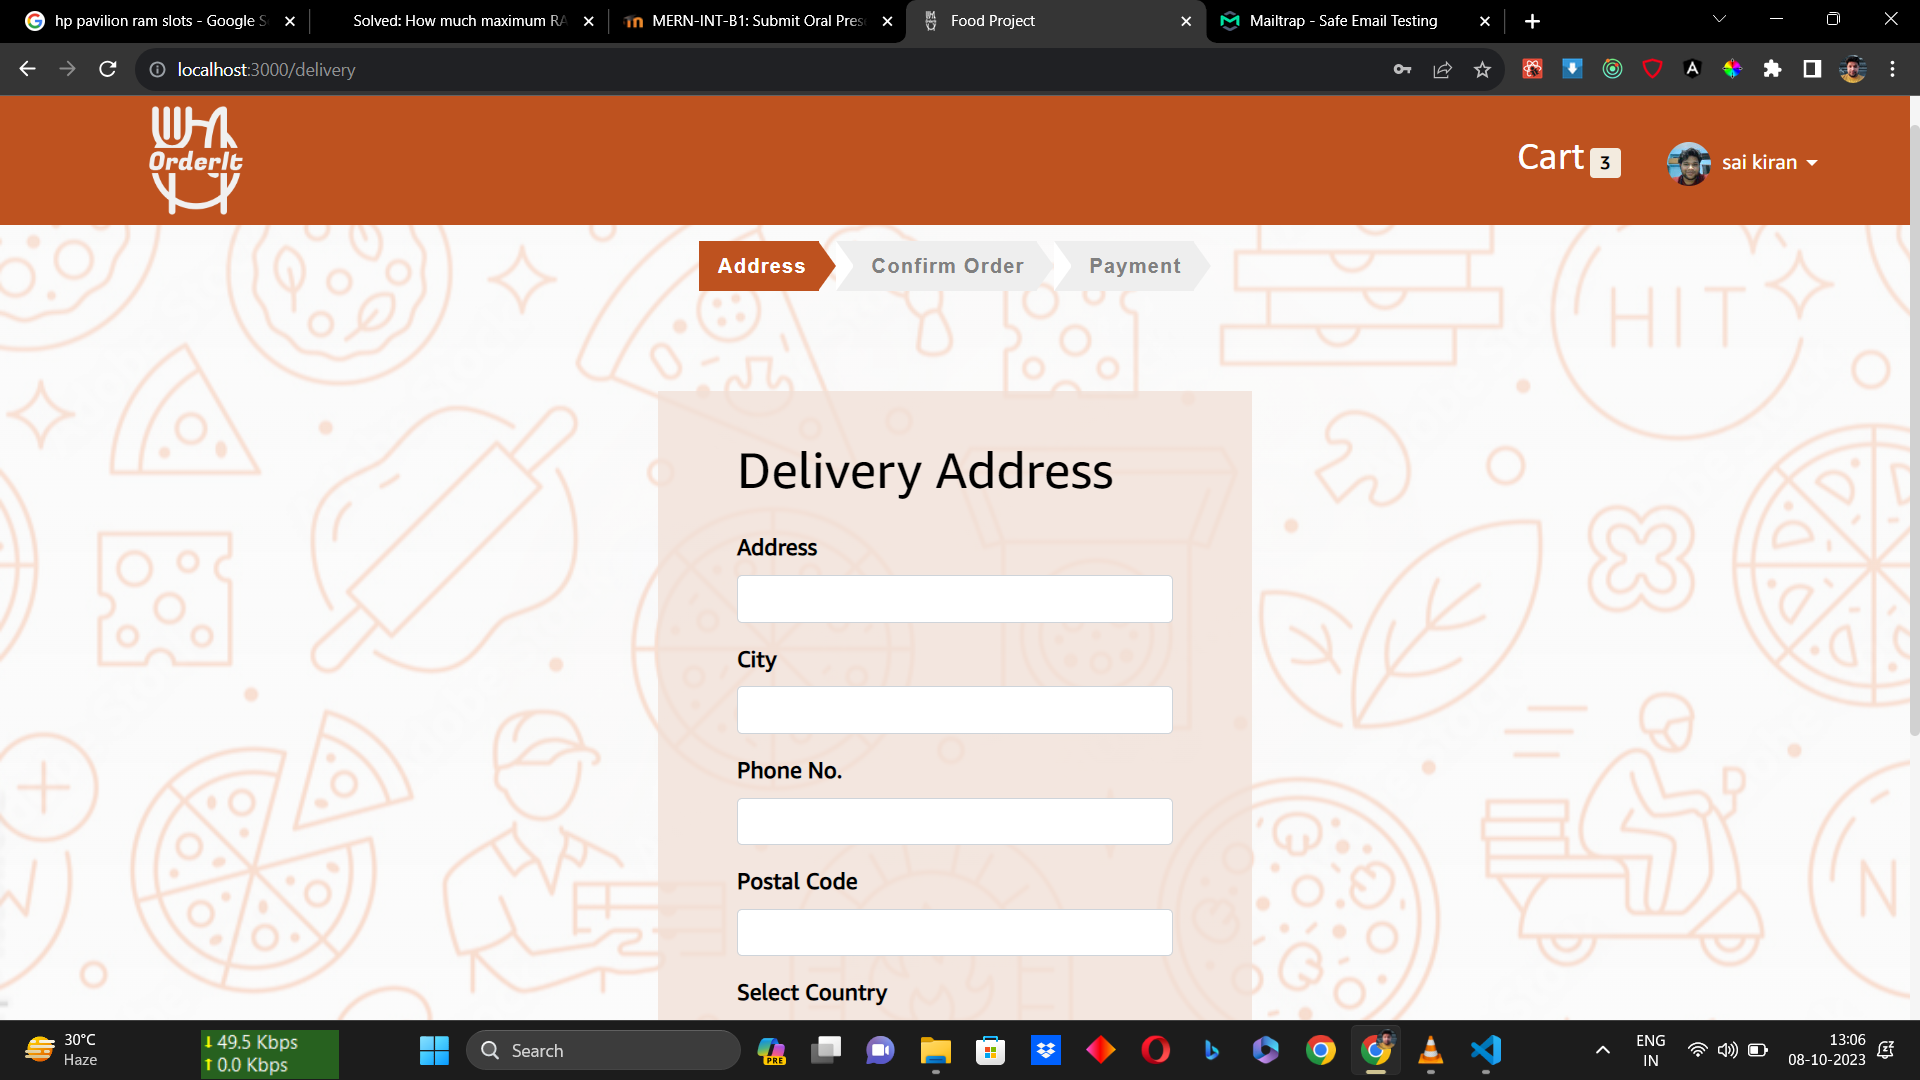 hp pavilion ram slots - Google S
Solved: How much maximum RA
MERN-INT-B1: Submit Oral Pres
Food Project
Mailtrap - Safe Email Testing
localhost:3000/delivery
OrderIt
Cart 3
sai kiran
Address
Confirm Order
Payment
HIT
Delivery Address
Address
City
Phone No.
Postal Code
Select Country
N
30°C
Haze
49.5 Kbps
0.0 Kbps
Search
PRE
ENG
IN
13:06
08-10-2023